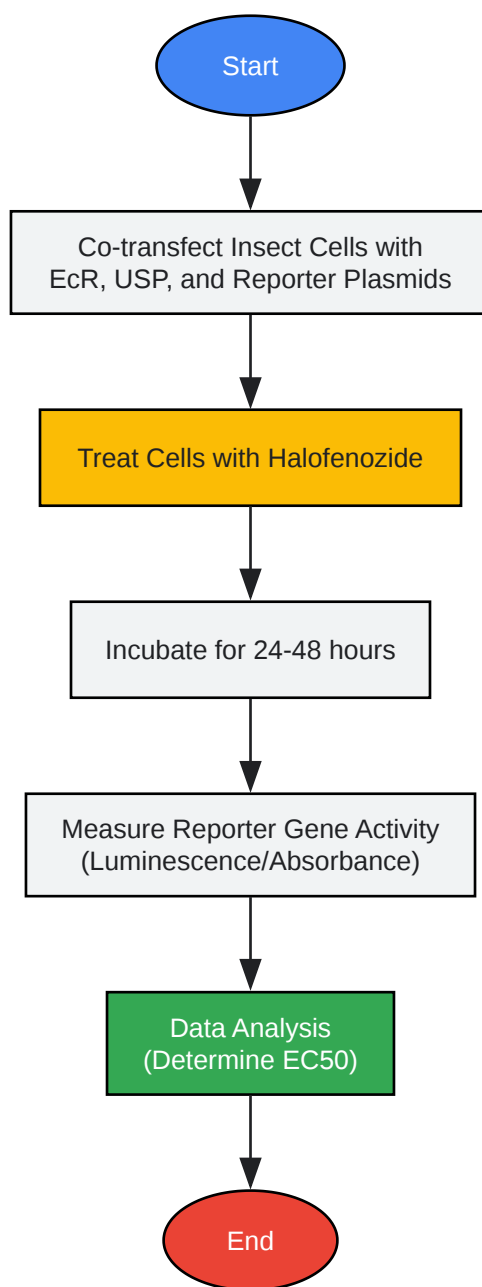 Start
Co-transfect Insect Cells with
EcR, USP, and Reporter Plasmids
Treat Cells with Halofenozide
Incubate for 24-48 hours
Measure Reporter Gene Activity
(Luminescence/Absorbance)
Data Analysis
(Determine EC50)
End